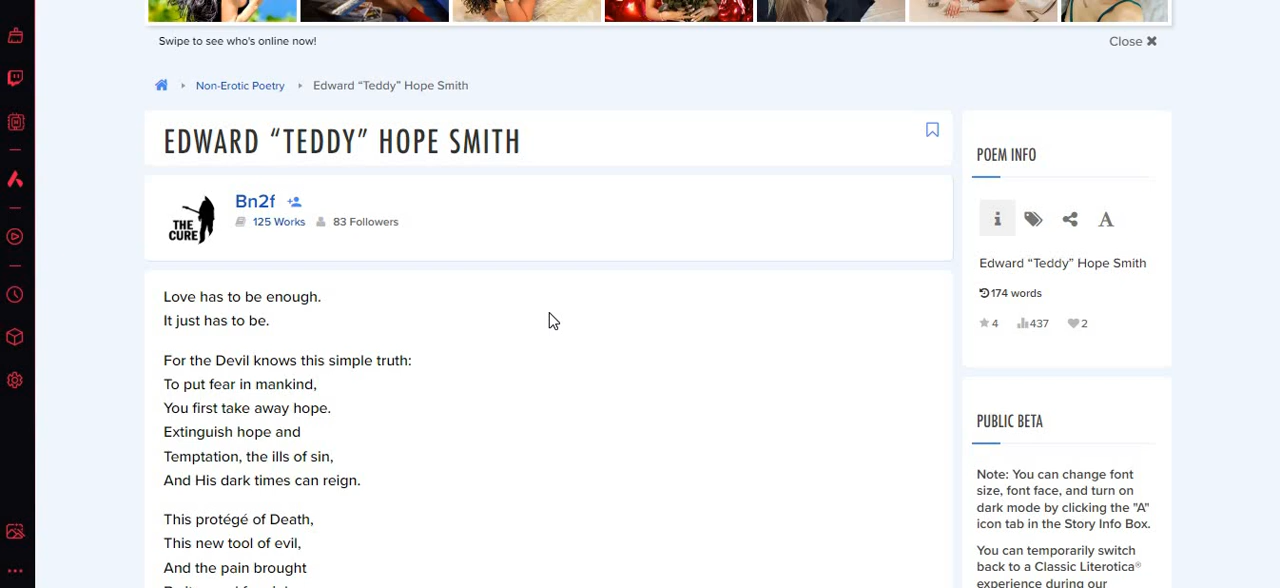 Swipe to see who's online now!
Close ✖
Non-Erotic Poetry
Edward “Teddy” Hope Smith
EDWARD “TEDDY” HOPE SMITH
THE CURE
Bn2f
125 Works
83 Followers
Love has to be enough.
It just has to be.
For the Devil knows this simple truth:
To put fear in mankind,
You first take away hope.
Extinguish hope and
Temptation, the ills of sin,
And His dark times can reign.
This protégé of Death,
This new tool of evil,
And the pain brought
POEM INFO
i
A
Edward “Teddy” Hope Smith
174 words
4
437
2
PUBLIC BETA
Note: You can change font
size, font face, and turn on
dark mode by clicking the "A"
icon tab in the Story Info Box.
You can temporarily switch
back to a Classic Literotica®
experience during our